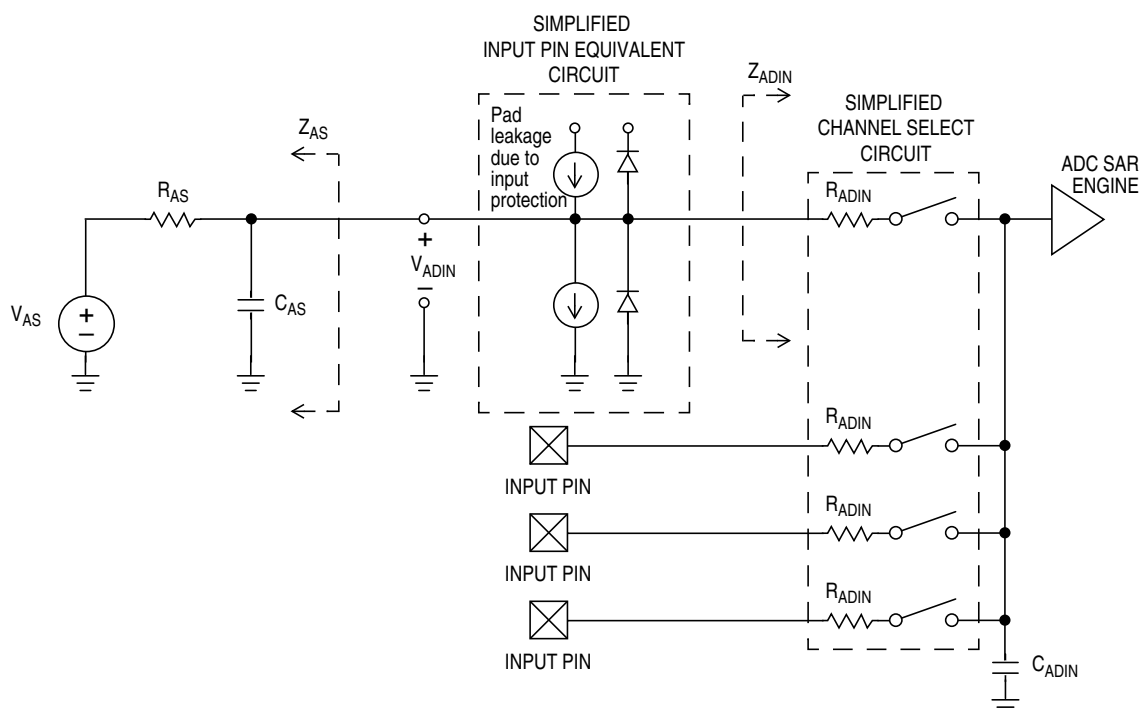 SIMPLIFIED
INPUT PIN EQUIVALENT
CIRCUIT
Z_ADIN
SIMPLIFIED
CHANNEL SELECT
CIRCUIT
Pad
leakage
due to
input
protection
Z_AS
R_AS
R_ADIN
ADC SAR
ENGINE
+
V_ADIN
–
C_AS
V_AS
+
–
R_ADIN
INPUT PIN
R_ADIN
INPUT PIN
R_ADIN
INPUT PIN
C_ADIN